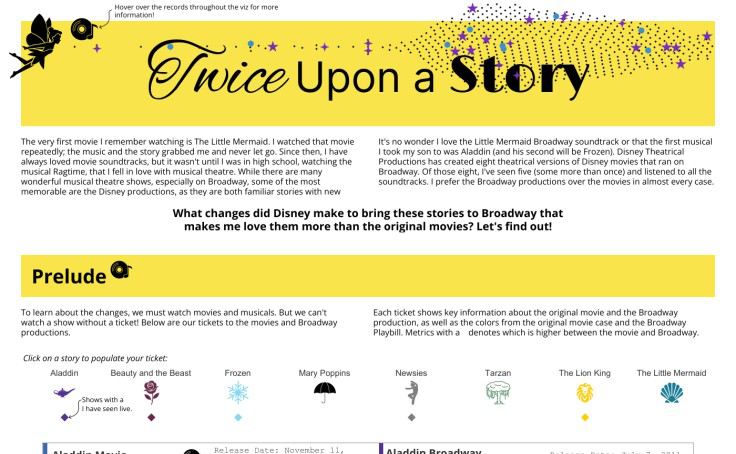 Hover over the records throughout the viz for more
information!
Twice Upon a Story
The very first movie I remember watching is The Little Mermaid. I watched that movie
repeatedly; the music and the story grabbed me and never let go. Since then, I have
always loved movie soundtracks, but it wasn't until I was in high school, watching the
musical Ragtime, that I fell in love with musical theatre. While there are many
wonderful musical theatre shows, especially on Broadway, some of the most
memorable are the Disney productions, as they are both familiar stories with new
It's no wonder I love the Little Mermaid Broadway soundtrack or that the first musical
I took my son to was Aladdin (and his second will be Frozen). Disney Theatrical
Productions has created eight theatrical versions of Disney movies that ran on
Broadway. Of those eight, I've seen five (some more than once) and listened to all the
soundtracks. I prefer the Broadway productions over the movies in almost every case.
What changes did Disney make to bring these stories to Broadway that
makes me love them more than the original movies? Let's find out!
Prelude
To learn about the changes, we must watch movies and musicals. But we can't
watch a show without a ticket! Below are our tickets to the movies and Broadway
productions.
Each ticket shows key information about the original movie and the Broadway
production, as well as the colors from the original movie case and the Broadway
Playbill. Metrics with a denotes which is higher between the movie and Broadway.
Click on a story to populate your ticket:
Aladdin Beauty and the Beast Frozen Mary Poppins Newsies Tarzan The Lion King The Little Mermaid
Shows with a
I have seen live.
Aladdin Movie
Release Date: November 11,
Aladdin Broadway
Release Date: July 7, 2011